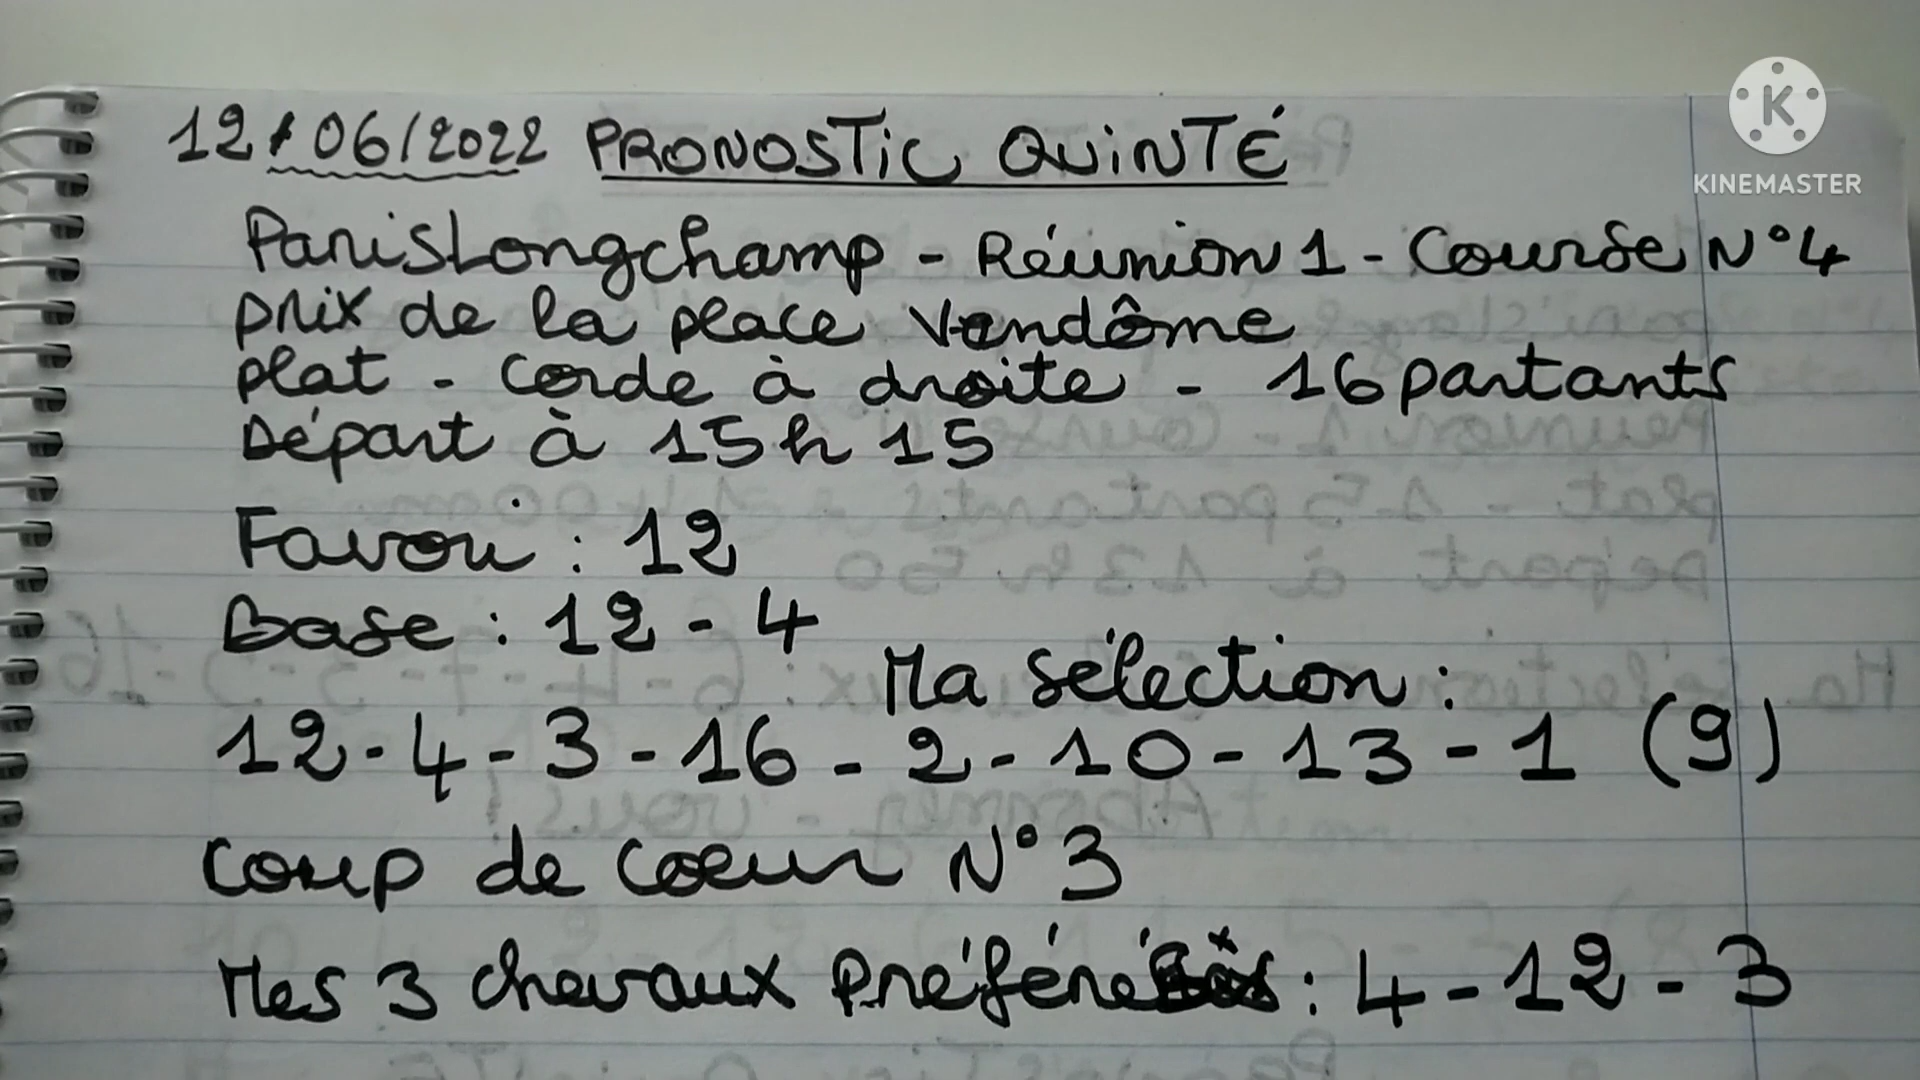 12/06/2022 PRONOSTIC QUINTÉ
K
KINEMASTER
ParisLongchamp - Réunion 1 - Course N°4
prix de la place Vendôme
plat - corde à droite - 16 partants
Départ à 15h15
Favori : 12
Base : 12 - 4
Ma sélection :
12 - 4 - 3 - 16 - 2 - 10 - 13 - 1 (9)
coup de coeur N°3
Mes 3 chevaux préférés : 4 - 12 - 3